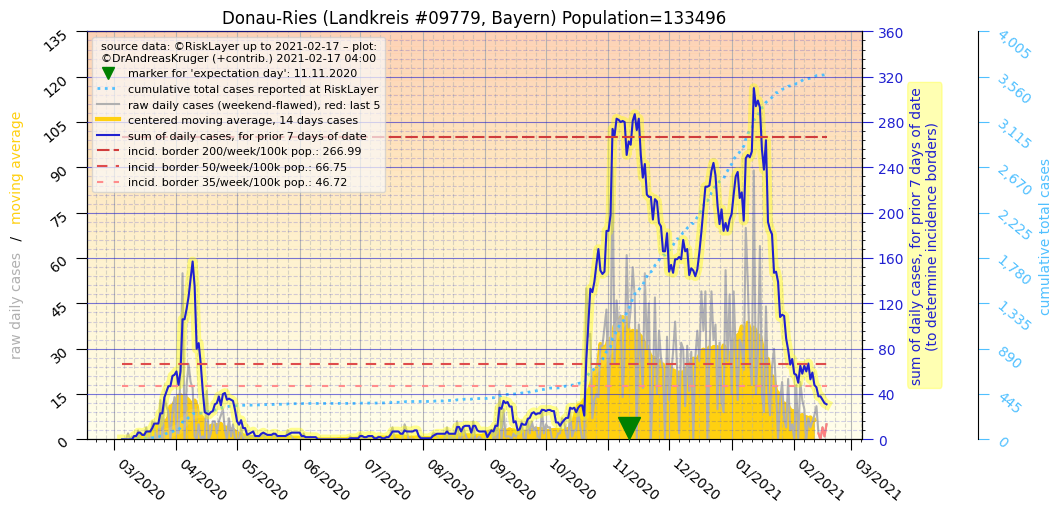 Donau-Ries (Landkreis #09779, Bayern) Population=133496
source data: ©RiskLayer up to 2021-02-17 – plot:
©DrAndreasKruger (+contrib.) 2021-02-17 04:00
marker for 'expectation day': 11.11.2020
cumulative total cases reported at RiskLayer
raw daily cases (weekend-flawed), red: last 5
centered moving average, 14 days cases
sum of daily cases, for prior 7 days of date
incid. border 200/week/100k pop.: 266.99
incid. border 50/week/100k pop.: 66.75
incid. border 35/week/100k pop.: 46.72
raw daily cases / moving average
135
120
105
90
75
60
45
30
15
0
03/2020
04/2020
05/2020
06/2020
07/2020
08/2020
09/2020
10/2020
11/2020
12/2020
01/2021
02/2021
03/2021
360
320
280
240
200
160
120
80
40
0
sum of daily cases, for prior 7 days of date
(to determine incidence borders)
4,005
3,560
3,115
2,670
2,225
1,780
1,335
890
445
0
cumulative total cases